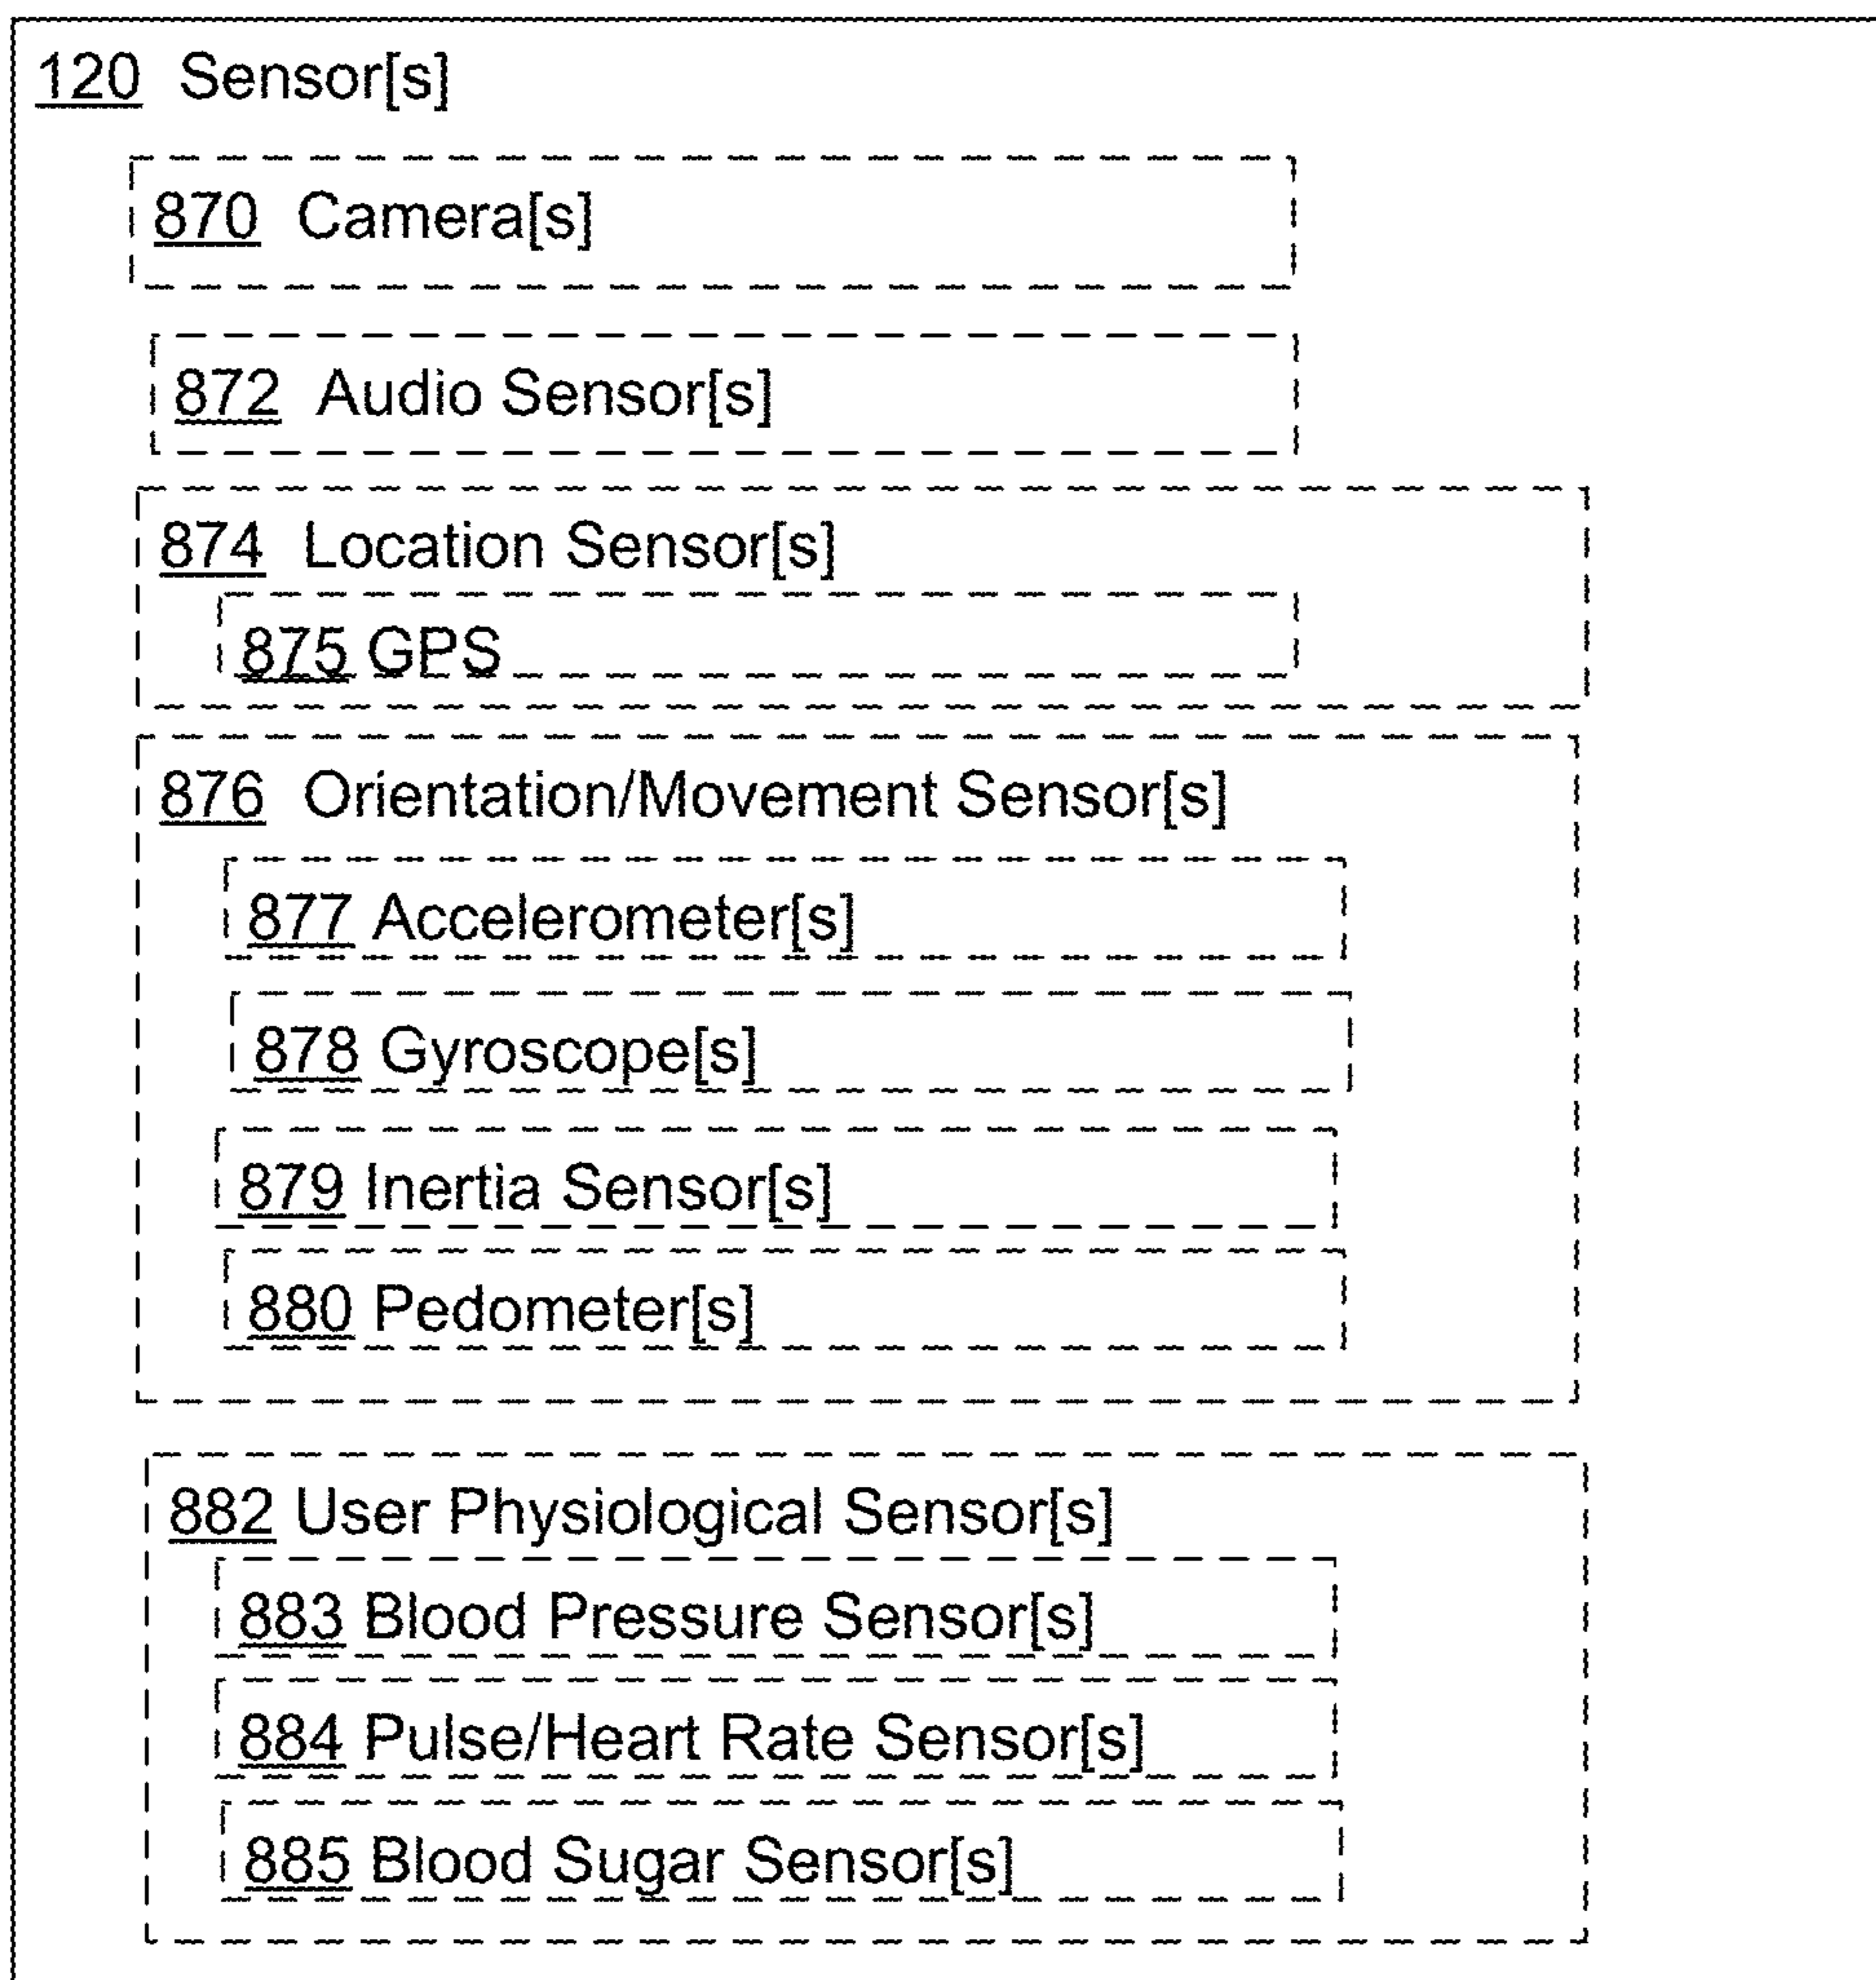 120 Sensor[s]
870 Camera[s]
872 Audio Sensor[s]
874 Location Sensor[s]
875 GPS
876 Orientation/Movement Sensor[s]
877 Accelerometer[s]
878 Gyroscope[s]
879 Inertia Sensor[s]
880 Pedometer[s]
882 User Physiological Sensor[s]
883 Blood Pressure Sensor[s]
884 Pulse/Heart Rate Sensor[s]
885 Blood Sugar Sensor[s]